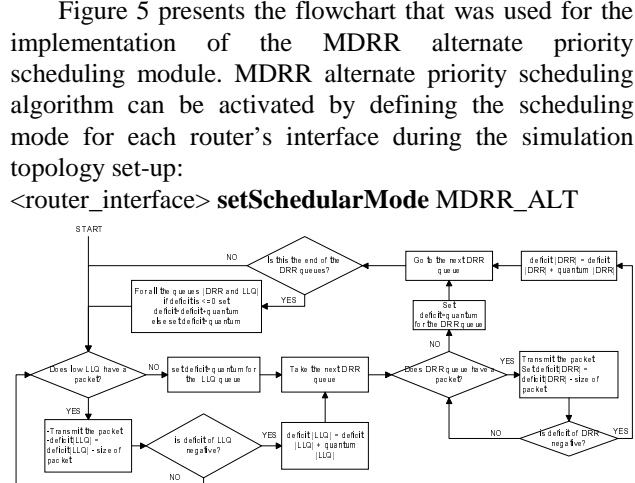 Figure 5 presents the flowchart that was used for the
implementation of the MDRR alternate priority
scheduling module. MDRR alternate priority scheduling
algorithm can be activated by defining the scheduling
mode for each router's interface during the simulation
topology set-up:
<router_interface> setSchedularMode MDRR_ALT
START
NO
Is this the end of the
DRR queues?
YES
Go to the next DRR
queue
deficit|DRR| = deficit
|DRR| + quantum |DRR|
For all the queues |DRR and LLQ|
if deficit is <=0 set
deficit=deficit+quantum
else set deficit=quantum
Set
deficit=quantum
for the DRR queue
NO
Does low LLQ have a
packet?
NO
set deficit=quantum for
the LLQ queue
Take the next DRR
queue
Does DRR queue have a
packet?
YES
Transmit the packet
Set deficit|DRR| =
deficit|DRR| - size of
packet
YES
-Transmit the packet
-deficit|LLQ| =
deficit|LLQ| - size of
packet
is deficit of LLQ
negative?
YES
deficit|LLQ| = deficit
|LLQ| + quantum
|LLQ|
NO
is deficit of DRR
negative?
YES
NO